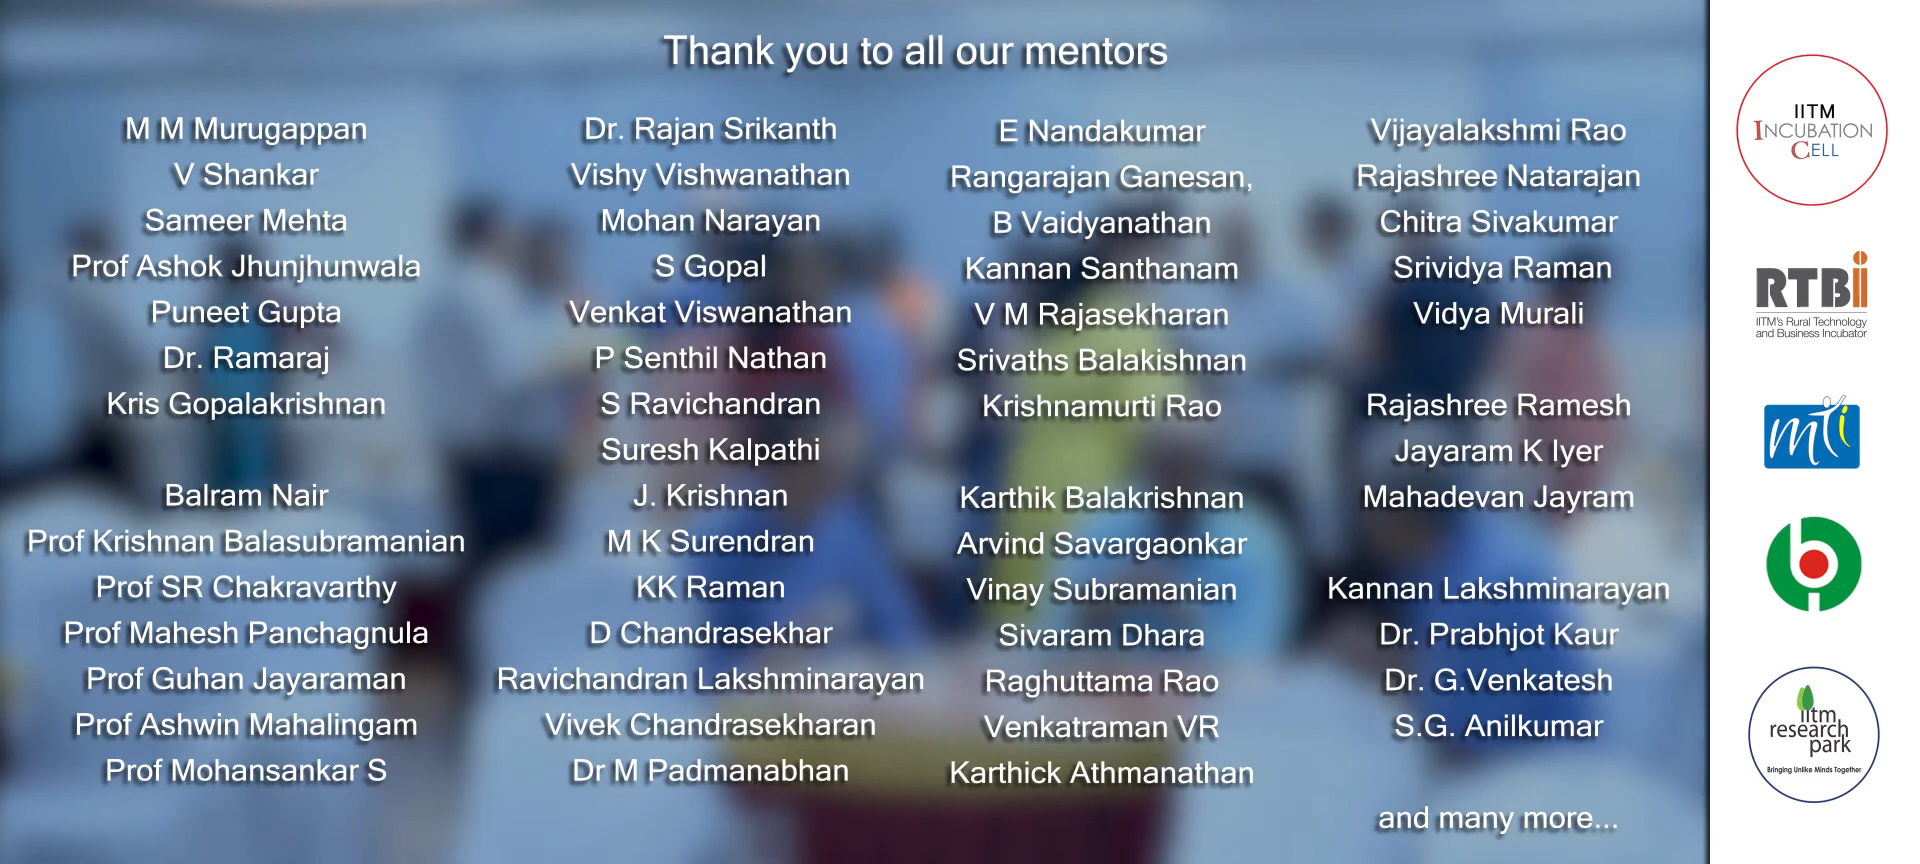 Thank you to all our mentors
M M Murugappan
V Shankar
Sameer Mehta
Prof Ashok Jhunjhunwala
Puneet Gupta
Dr. Ramaraj
Kris Gopalakrishnan
Balram Nair
Prof Krishnan Balasubramanian
Prof SR Chakravarthy
Prof Mahesh Panchagnula
Prof Guhan Jayaraman
Prof Ashwin Mahalingam
Prof Mohansankar S
Dr. Rajan Srikanth
Vishy Vishwanathan
Mohan Narayan
S Gopal
Venkat Viswanathan
P Senthil Nathan
S Ravichandran
Suresh Kalpathi
J. Krishnan
M K Surendran
KK Raman
D Chandrasekhar
Ravichandran Lakshminarayan
Vivek Chandrasekharan
Dr M Padmanabhan
E Nandakumar
Rangarajan Ganesan,
B Vaidyanathan
Kannan Santhanam
V M Rajasekharan
Srivaths Balakishnan
Krishnamurti Rao
Karthik Balakrishnan
Arvind Savargaonkar
Vinay Subramanian
Sivaram Dhara
Raghuttama Rao
Venkatraman VR
Karthick Athmanathan
Vijayalakshmi Rao
Rajashree Natarajan
Chitra Sivakumar
Srividya Raman
Vidya Murali
Rajashree Ramesh
Jayaram K Iyer
Mahadevan Jayram
Kannan Lakshminarayan
Dr. Prabhjot Kaur
Dr. G.Venkatesh
S.G. Anilkumar
and many more...
IITM
INCUBATION
CELL
RTBi
IITM's Rural Technology
and Business Incubator
mTi
bi
iitm
research
park
Bringing Unlike Minds Together